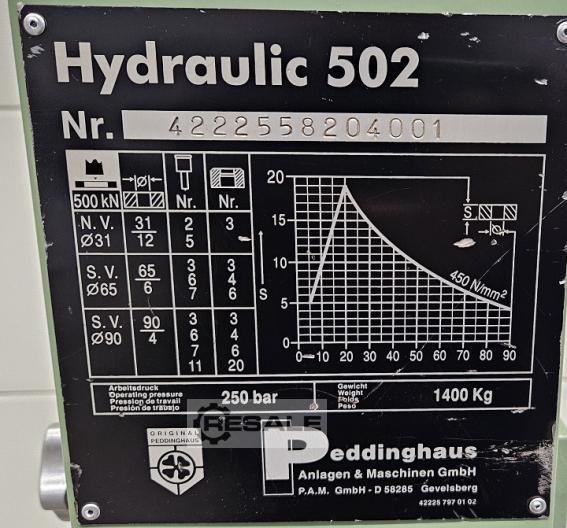 Hydraulic 502
Nr. 4222558204001
500 kN Ø Nr. Nr.
N. V. Ø31 31/12 2 5 3
S. V. Ø65 65/6 3 6 7 3 4 6
S. V. Ø90 90/4 3 6 7 11 3 4 6 20
20
15
10
5
0
S
S
Ø
450 N/mm²
0 10 20 30 40 50 60 70 80 90
Arbeitsdruck
Operating pressure
Pression de travail
Presion de trabajo
250 bar
Gewicht
Weight
Poids
Peso
1400 Kg
RESALE
ORIGINAL
PEDDINGHAUS
Peddinghaus
Anlagen & Maschinen GmbH
P.A.M. GmbH - D 58285 Gevelsberg
42225 797 01 02